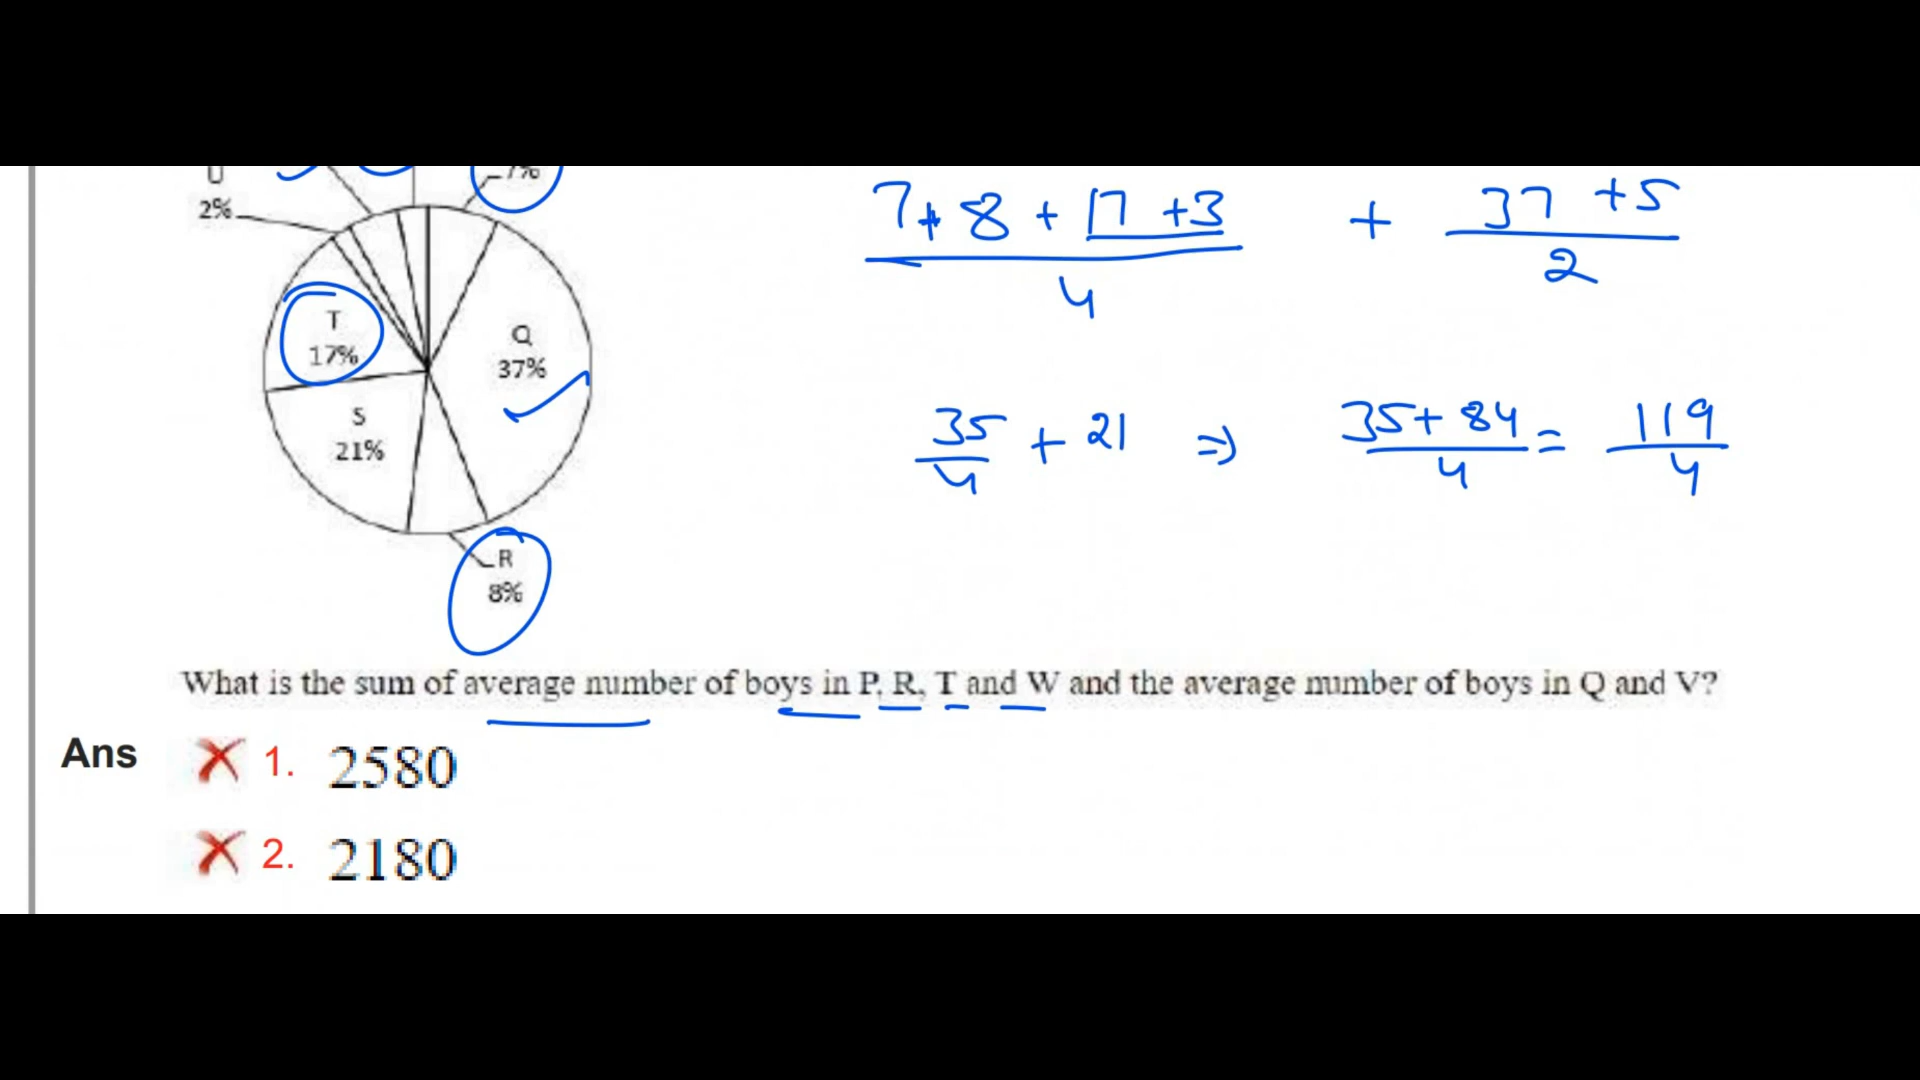 U
2%
7%
T
17%
Q
37%
S
21%
R
8%
7+8+17+3 + 37+5
4 2
35 + 21 ⇒ 35+84 = 119
4 4 4
What is the sum of average number of boys in P, R, T and W and the average number of boys in Q and V?
Ans
1. 2580
2. 2180